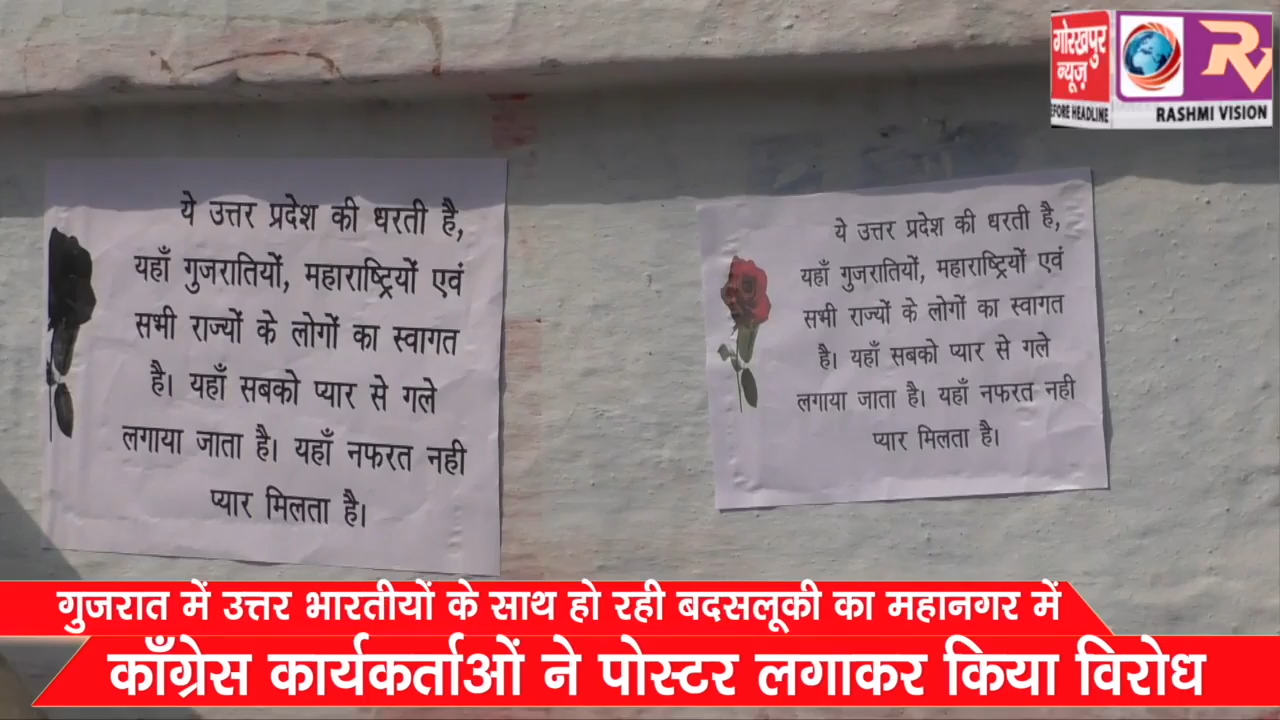 गोरखपुर
न्यूज़
EFORE HEADLINE
RV
RASHMI VISION
ये उत्तर प्रदेश की धरती है,
यहाँ गुजरातियों, महाराष्ट्रियों एवं
सभी राज्यों के लोगों का स्वागत
है। यहाँ सबको प्यार से गले
लगाया जाता है। यहाँ नफरत नही
प्यार मिलता है।
ये उत्तर प्रदेश की धरती है,
यहाँ गुजरातियों, महाराष्ट्रियों एवं
सभी राज्यों के लोगों का स्वागत
है। यहाँ सबको प्यार से गले
लगाया जाता है। यहाँ नफरत नही
प्यार मिलता है।
गुजरात में उत्तर भारतीयों के साथ हो रही बदसलूकी का महानगर में
काँग्रेस कार्यकर्ताओं ने पोस्टर लगाकर किया विरोध